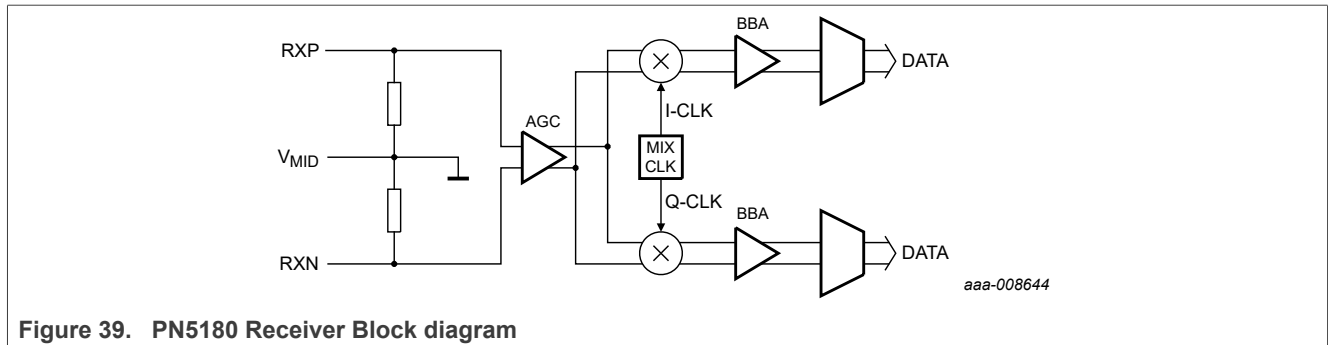 BBA
RXP
DATA
I-CLK
AGC
MIX
CLK
VMID
Q-CLK
BBA
RXN
DATA
aaa-008644
Figure 39. PN5180 Receiver Block diagram